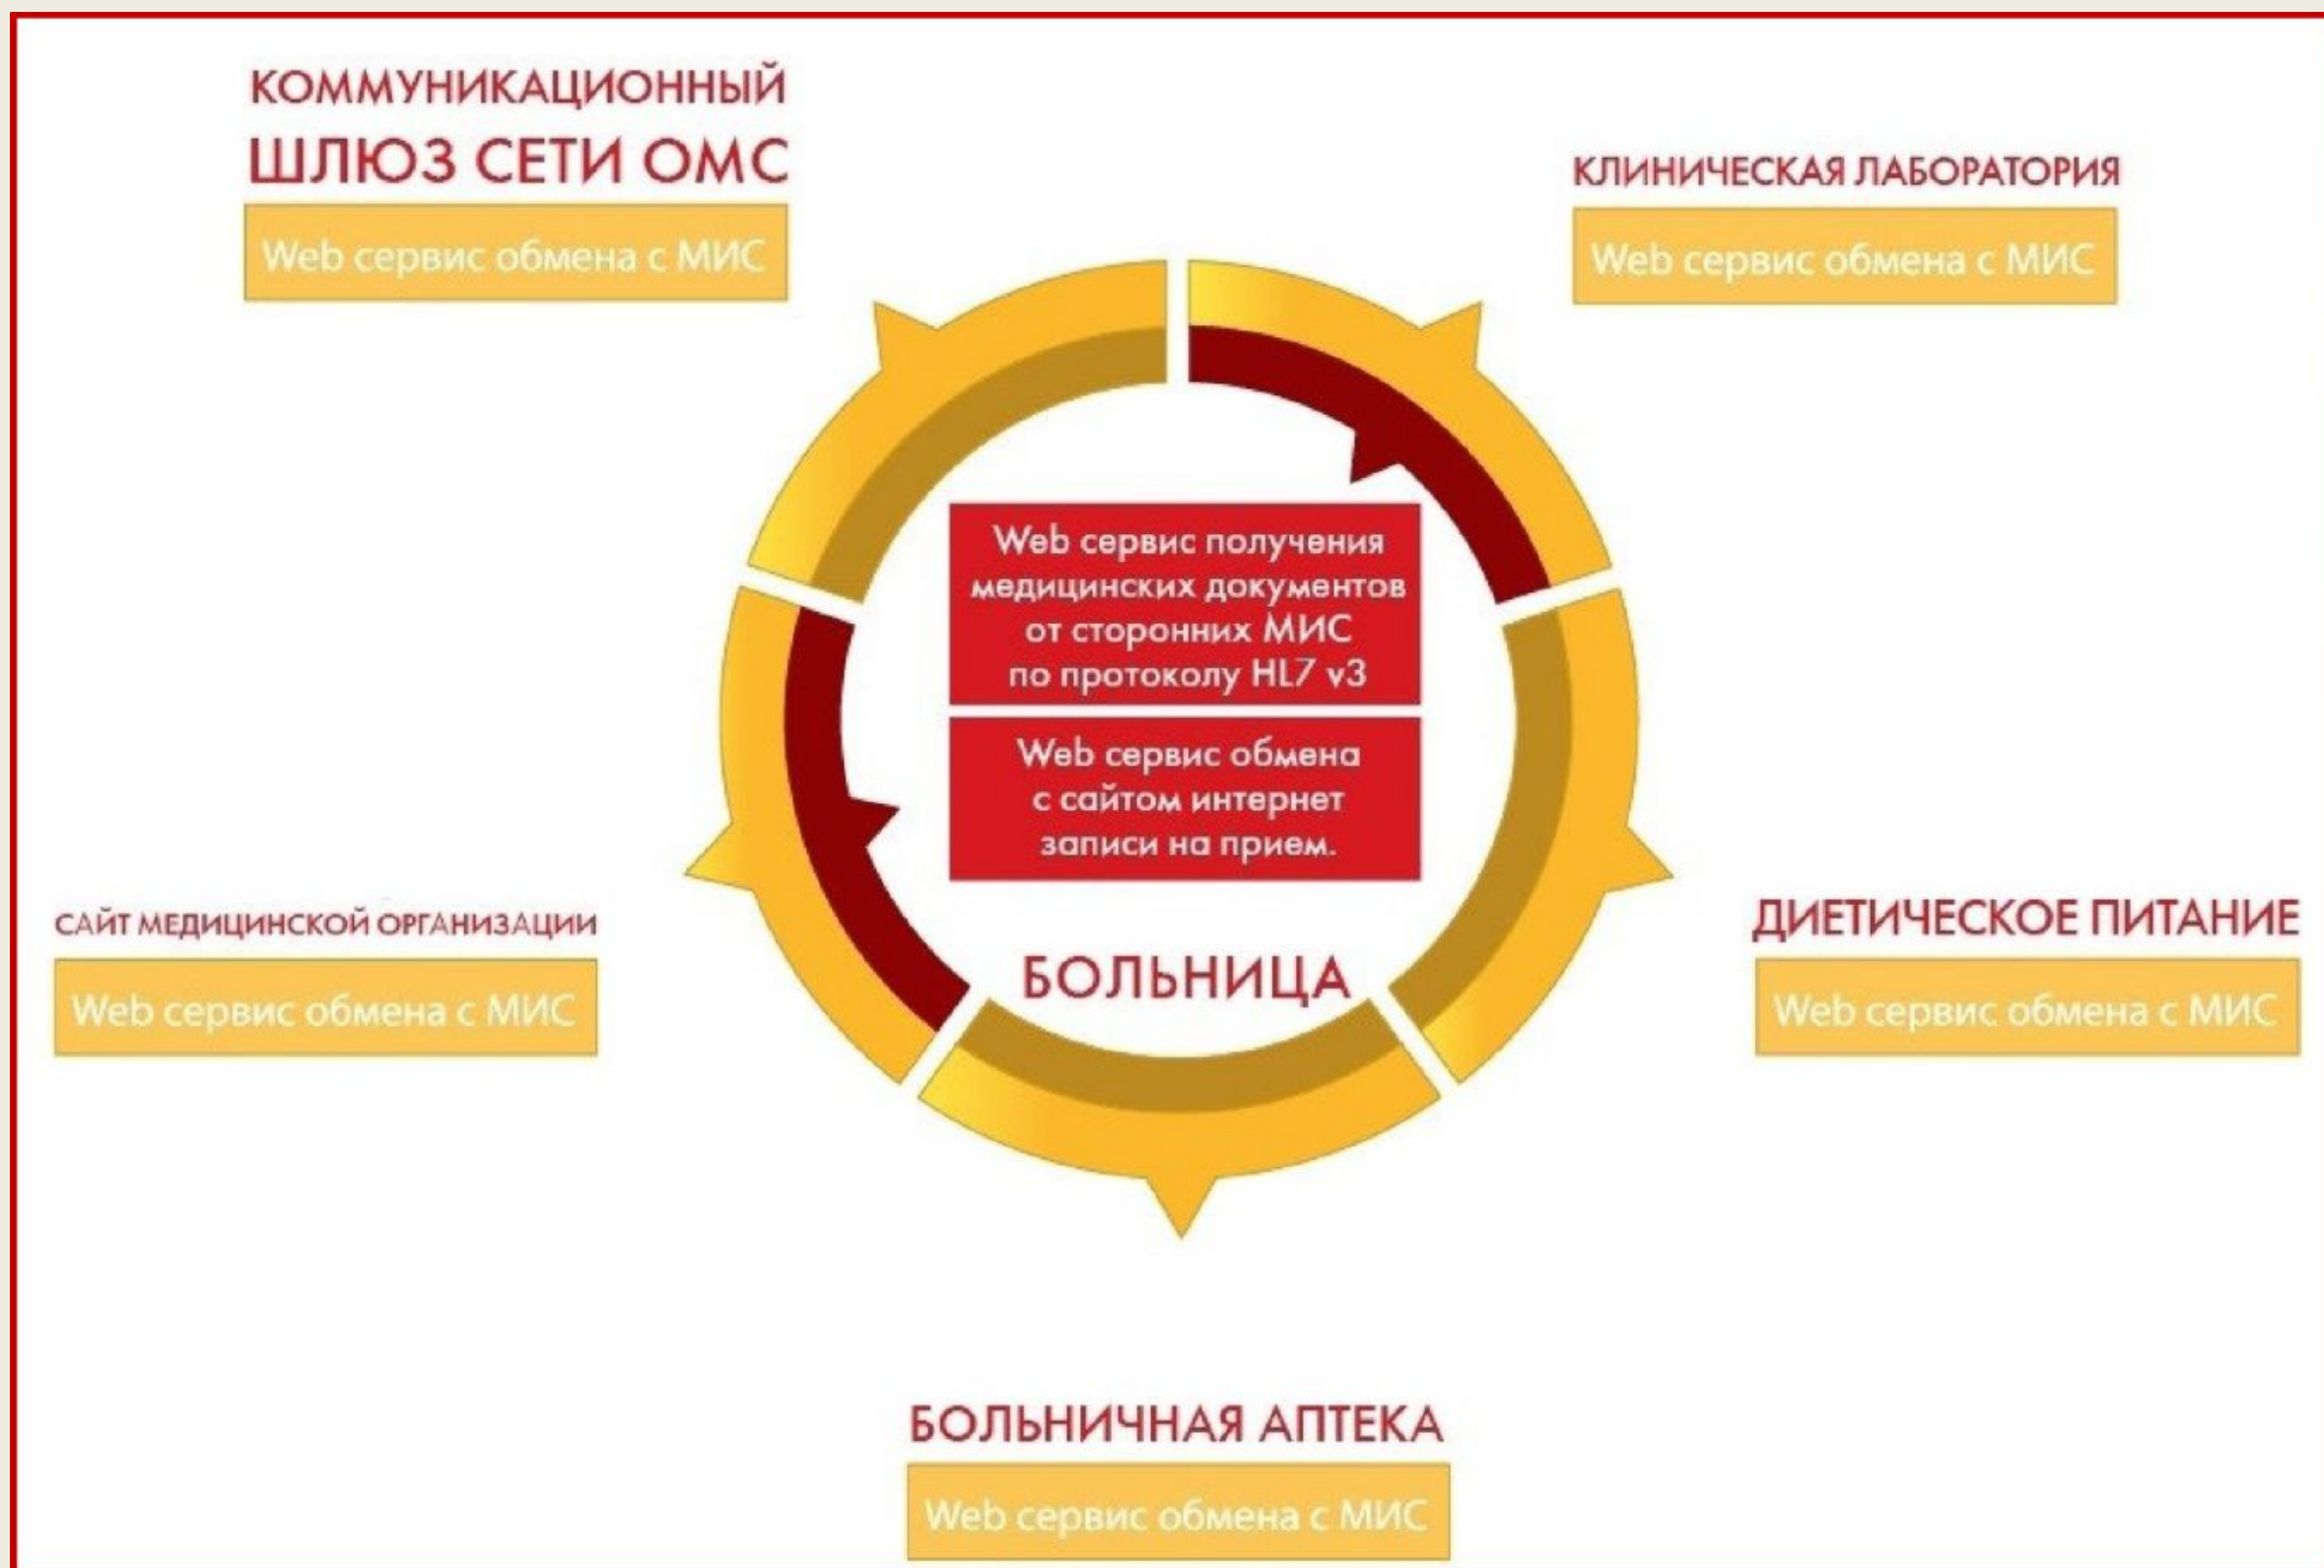 КОММУНИКАЦИОННЫЙ
ШЛЮЗ СЕТИ ОМС
Web сервис обмена с МИС
КЛИНИЧЕСКАЯ ЛАБОРАТОРИЯ
Web сервис обмена с МИС
Web сервис получения
медицинских документов
от сторонних МИС
по протоколу HL7 v3
Web сервис обмена
с сайтом интернет
записи на прием.
БОЛЬНИЦА
САЙТ МЕДИЦИНСКОЙ ОРГАНИЗАЦИИ
Web сервис обмена с МИС
ДИЕТИЧЕСКОЕ ПИТАНИЕ
Web сервис обмена с МИС
БОЛЬНИЧНАЯ АПТЕКА
Web сервис обмена с МИС